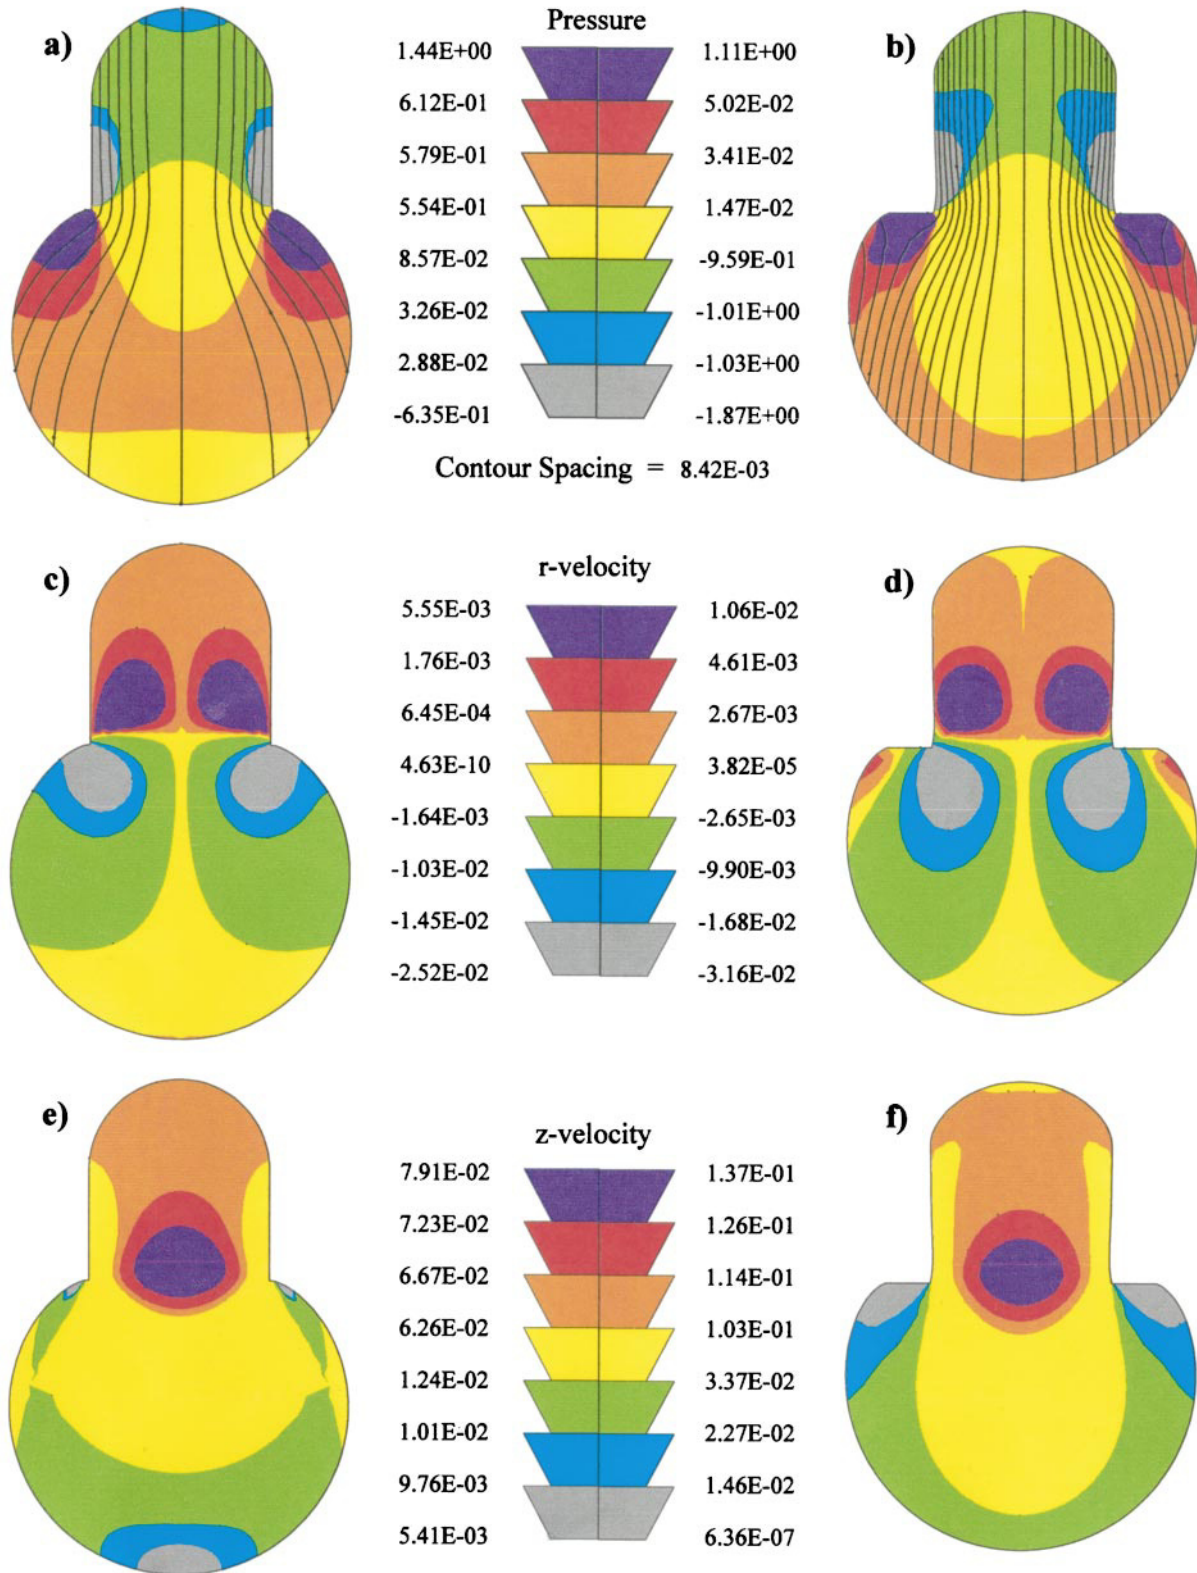 a)
Pressure
b)
1.44E+00 1.11E+00
6.12E-01 5.02E-02
5.79E-01 3.41E-02
5.54E-01 1.47E-02
8.57E-02 -9.59E-01
3.26E-02 -1.01E+00
2.88E-02 -1.03E+00
-6.35E-01 -1.87E+00
Contour Spacing = 8.42E-03
c)
r-velocity
d)
5.55E-03 1.06E-02
1.76E-03 4.61E-03
6.45E-04 2.67E-03
4.63E-10 3.82E-05
-1.64E-03 -2.65E-03
-1.03E-02 -9.90E-03
-1.45E-02 -1.68E-02
-2.52E-02 -3.16E-02
e)
z-velocity
f)
7.91E-02 1.37E-01
7.23E-02 1.26E-01
6.67E-02 1.14E-01
6.26E-02 1.03E-01
1.24E-02 3.37E-02
1.01E-02 2.27E-02
9.76E-03 1.46E-02
5.41E-03 6.36E-07